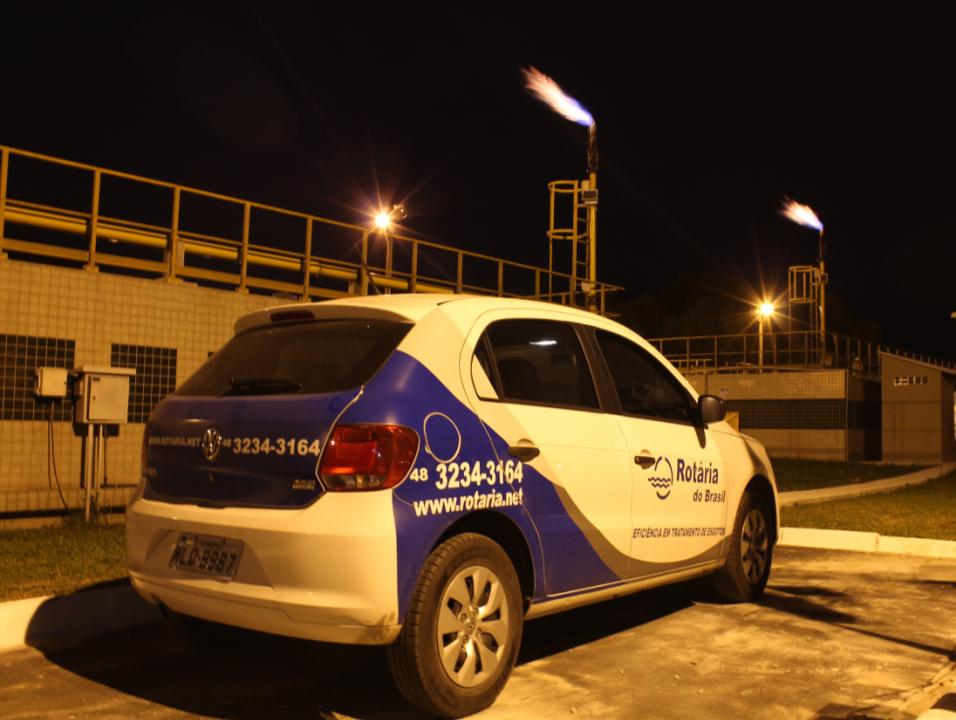 WWW.ROTARIA.NET 48 3234-3164
MLD-9987
48 3234-3164
www.rotaria.net
Rotária
do Brasil
EFICIÊNCIA EM TRATAMENTO DE ESGOTOS